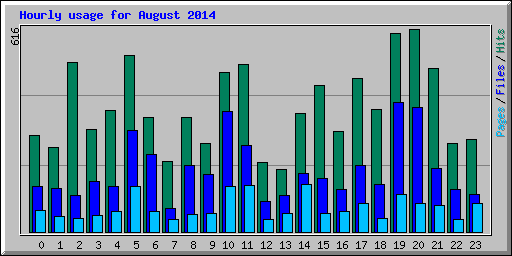 Hourly usage for August 2014
616
Pages / Files / Hits
0 1 2 3 4 5 6 7 8 9 10 11 12 13 14 15 16 17 18 19 20 21 22 23